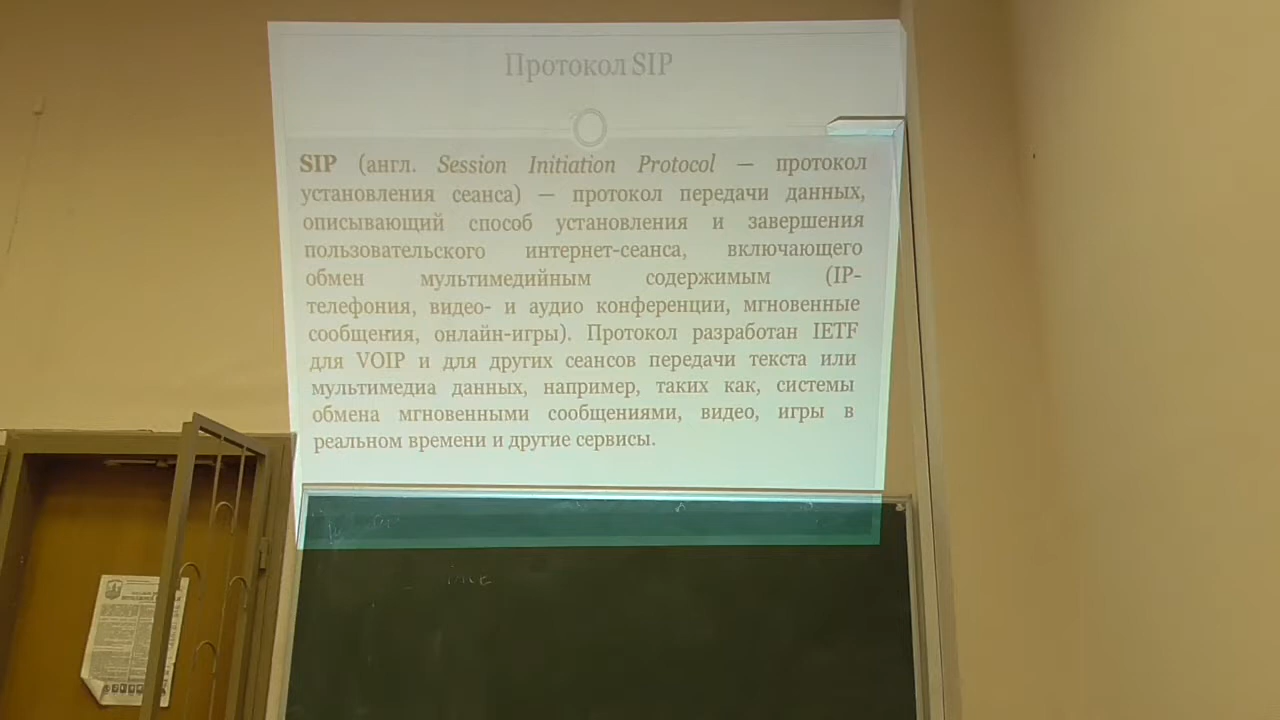 Протокол SIP
SIP (англ. Session Initiation Protocol — протокол
установления сеанса) — протокол передачи данных,
описывающий способ установления и завершения
пользовательского интернет-сеанса, включающего
обмен мультимедийным содержимым (IP-
телефония, видео- и аудио конференции, мгновенные
сообщения, онлайн-игры). Протокол разработан IETF
для VOIP и для других сеансов передачи текста или
мультимедиа данных, например, таких как, системы
обмена мгновенными сообщениями, видео, игры в
реальном времени и другие сервисы.